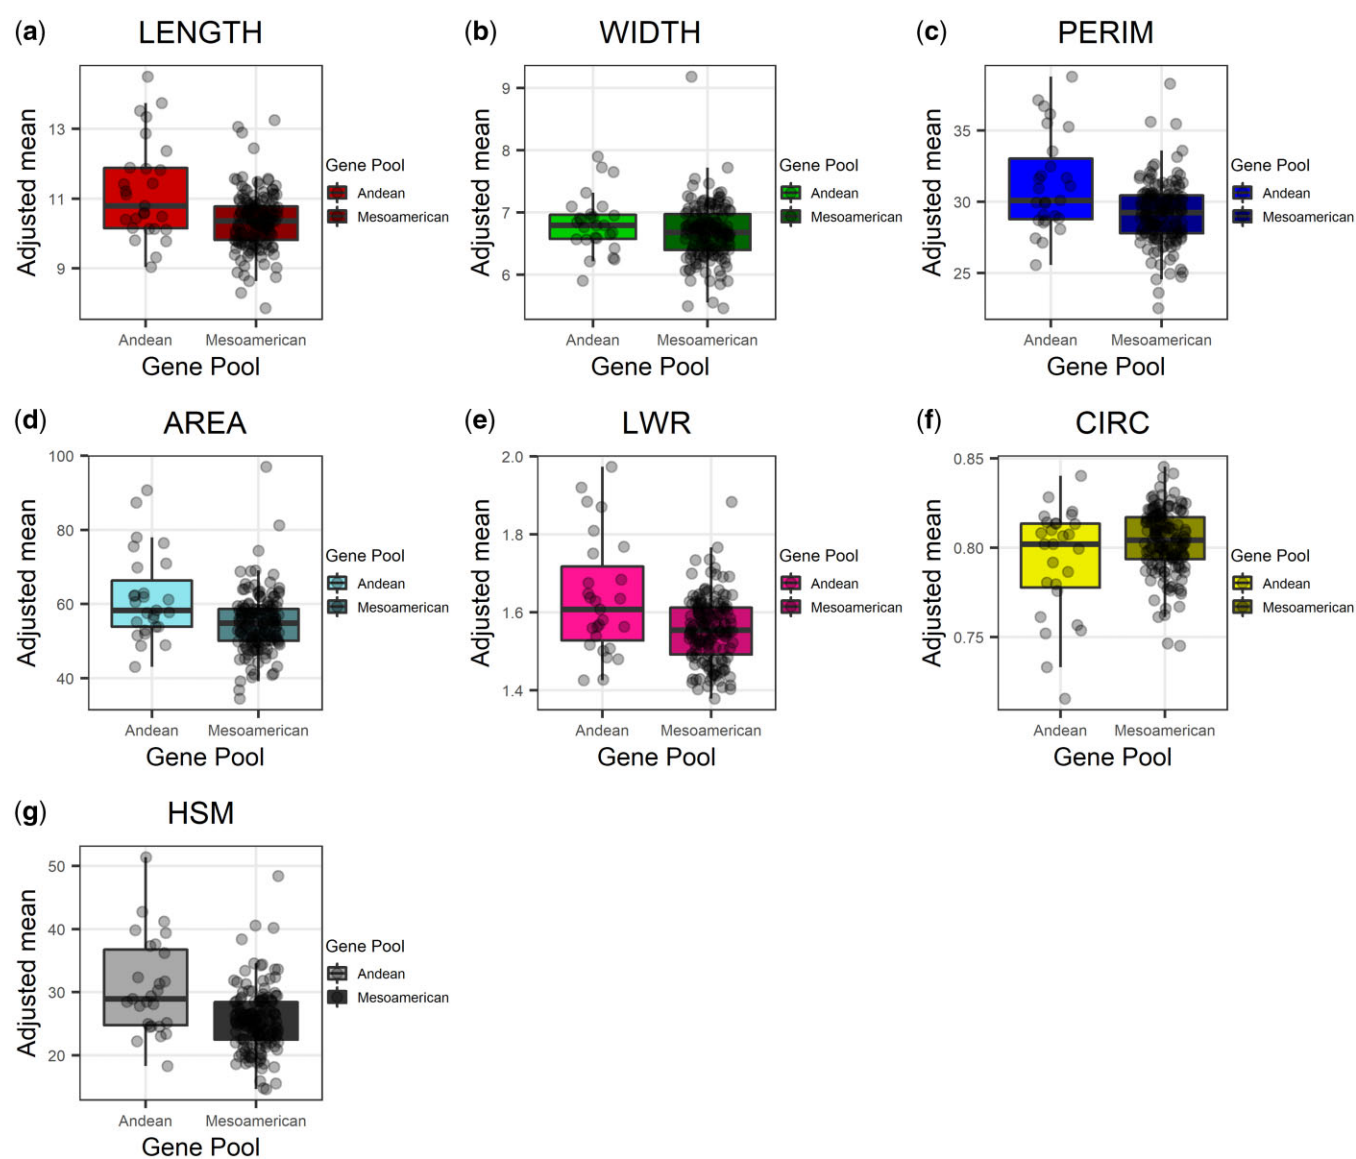 (a) LENGTH
Adjusted mean
13
11
9
Andean Mesoamerican
Gene Pool
Gene Pool
Andean
Mesoamerican
(b) WIDTH
Adjusted mean
9
8
7
6
Andean Mesoamerican
Gene Pool
Gene Pool
Andean
Mesoamerican
(c) PERIM
Adjusted mean
35
30
25
Andean Mesoamerican
Gene Pool
Gene Pool
Andean
Mesoamerican
(d) AREA
Adjusted mean
100
80
60
40
Andean Mesoamerican
Gene Pool
Gene Pool
Andean
Mesoamerican
(e) LWR
Adjusted mean
2.0
1.8
1.6
1.4
Andean Mesoamerican
Gene Pool
Gene Pool
Andean
Mesoamerican
(f) CIRC
Adjusted mean
0.85
0.80
0.75
Andean Mesoamerican
Gene Pool
Gene Pool
Andean
Mesoamerican
(g) HSM
Adjusted mean
50
40
30
20
Andean Mesoamerican
Gene Pool
Gene Pool
Andean
Mesoamerican